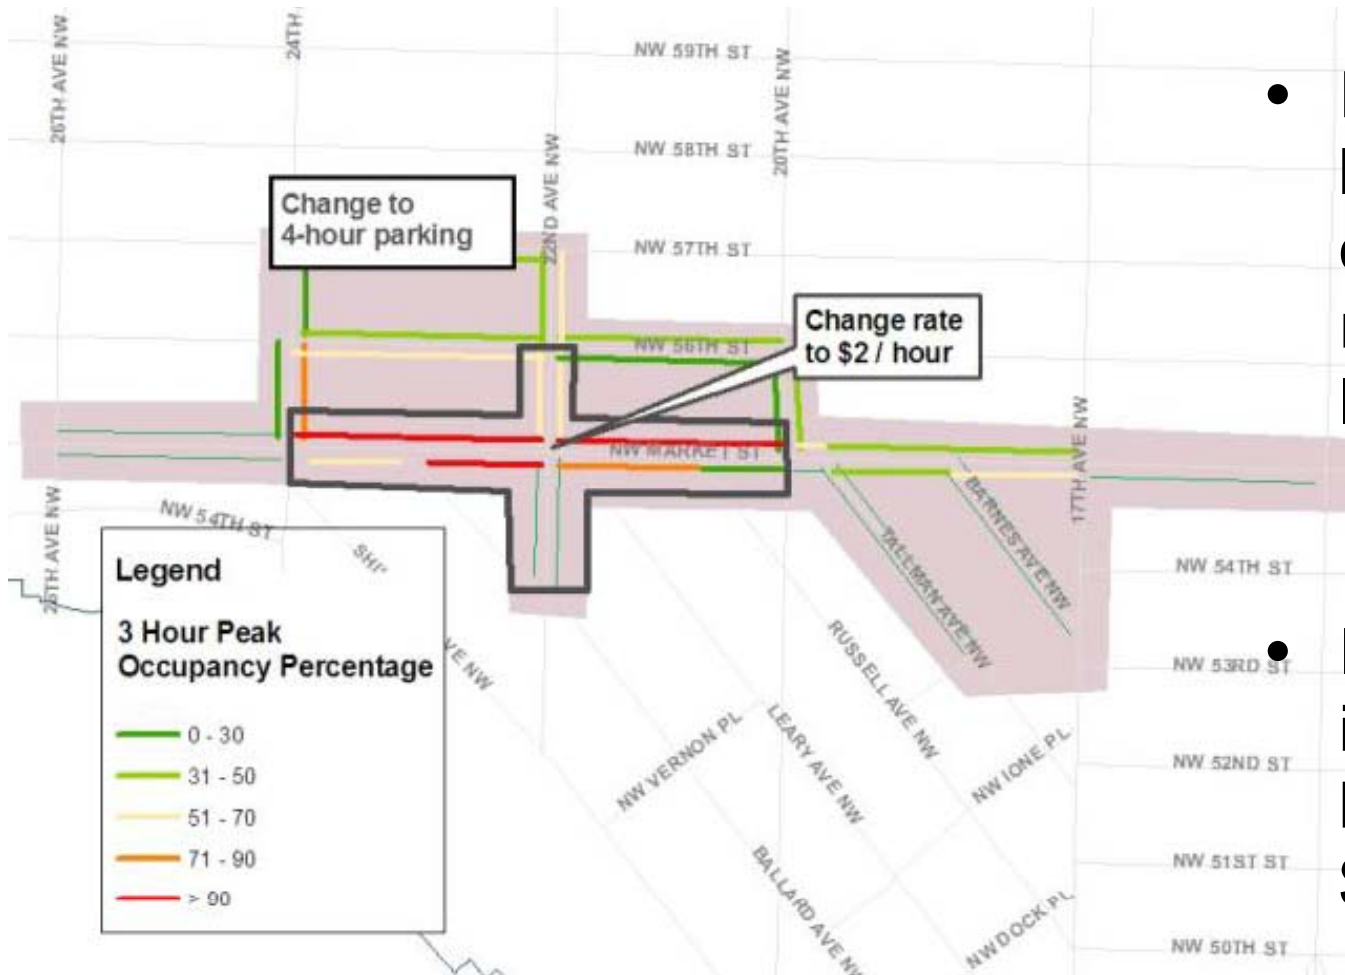 26TH AVE NW
24TH
NW 59TH ST
20TH AVE NW
NW 58TH ST
22ND AVE NW
Change to
4-hour parking
NW 57TH ST
Change rate
to $2 / hour
NW 56TH ST
NW MARKET ST
17TH AVE NW
NW 54TH ST
BARNES AVE NW
TALLMAN AVE NW
NW 54TH ST
Legend
3 Hour Peak
Occupancy Percentage
0 - 30
31 - 50
51 - 70
71 - 90
> 90
VE NW
RUSSELL AVE NW
NW 53RD ST
NW VERNON PL
LEARY AVE NW
NW IONE PL
NW 52ND ST
BALLARD AVE NW
NW DOCK PL
NW 51ST ST
NW 50TH ST